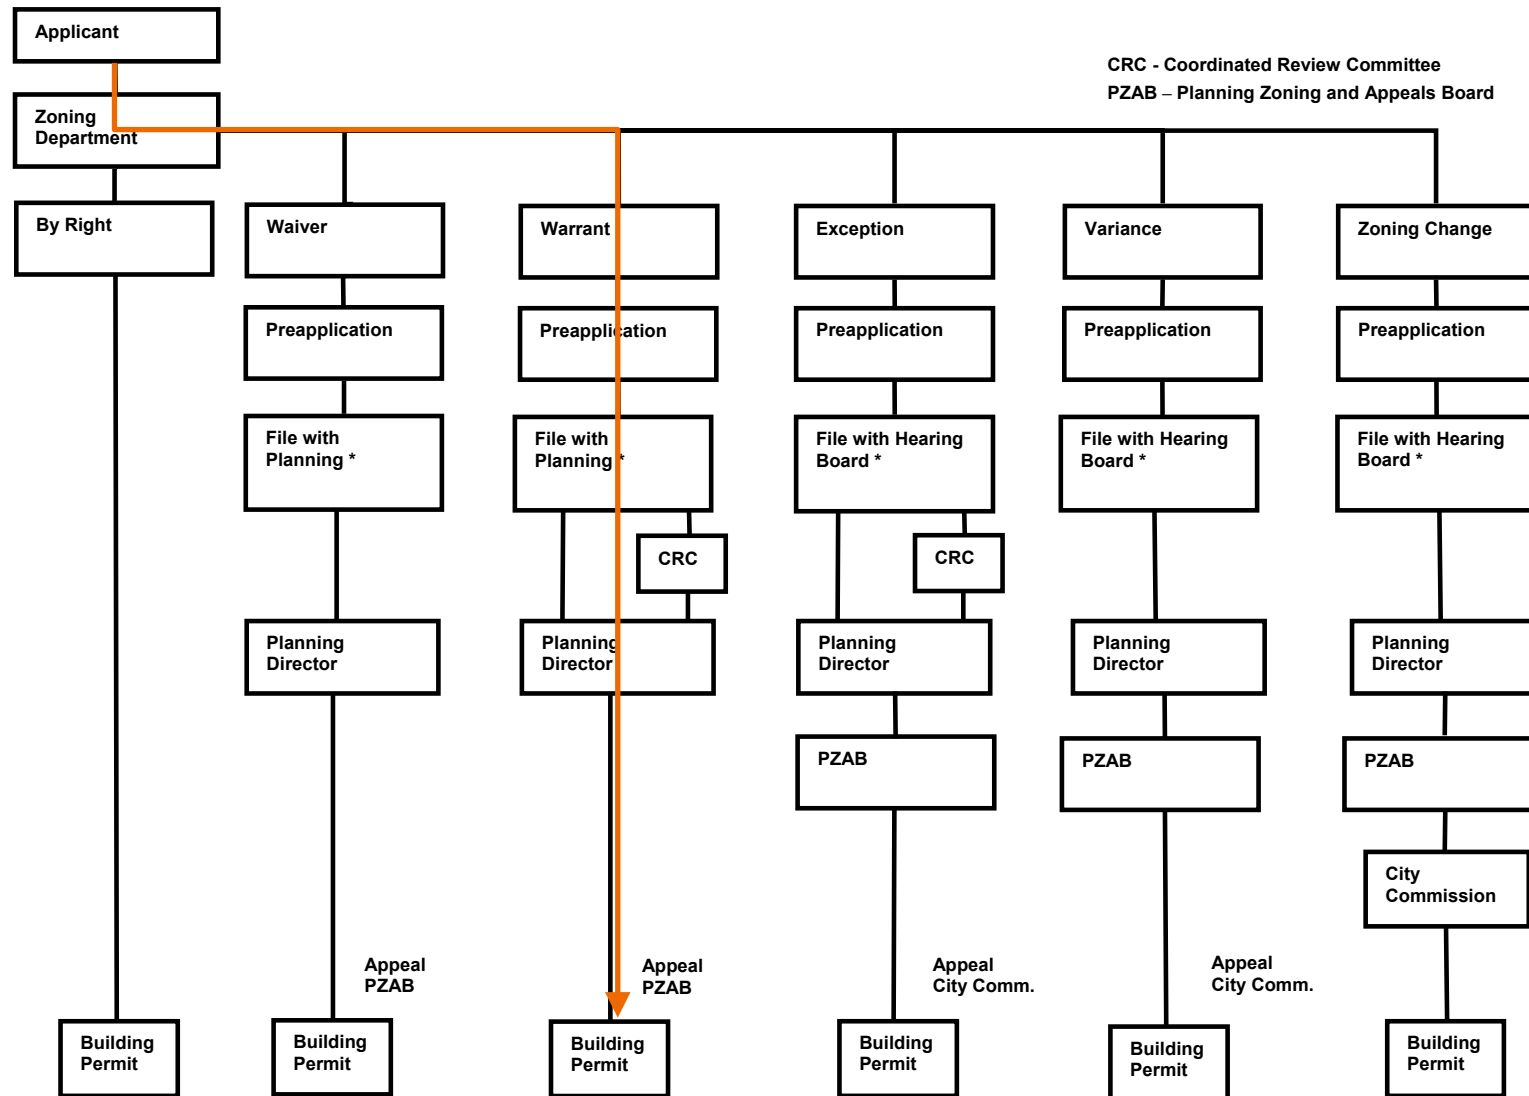 Applicant
CRC - Coordinated Review Committee
PZAB – Planning Zoning and Appeals Board
Zoning
Department
By Right
Waiver
Warrant
Exception
Variance
Zoning Change
Preapplication
Preapplication
Preapplication
Preapplication
Preapplication
File with
Planning *
File with
Planning *
File with Hearing
Board *
File with Hearing
Board *
File with Hearing
Board *
CRC
CRC
Planning
Director
Planning
Director
Planning
Director
Planning
Director
Planning
Director
PZAB
PZAB
PZAB
City
Commission
Appeal
PZAB
Appeal
PZAB
Appeal
City Comm.
Appeal
City Comm.
Building
Permit
Building
Permit
Building
Permit
Building
Permit
Building
Permit
Building
Permit